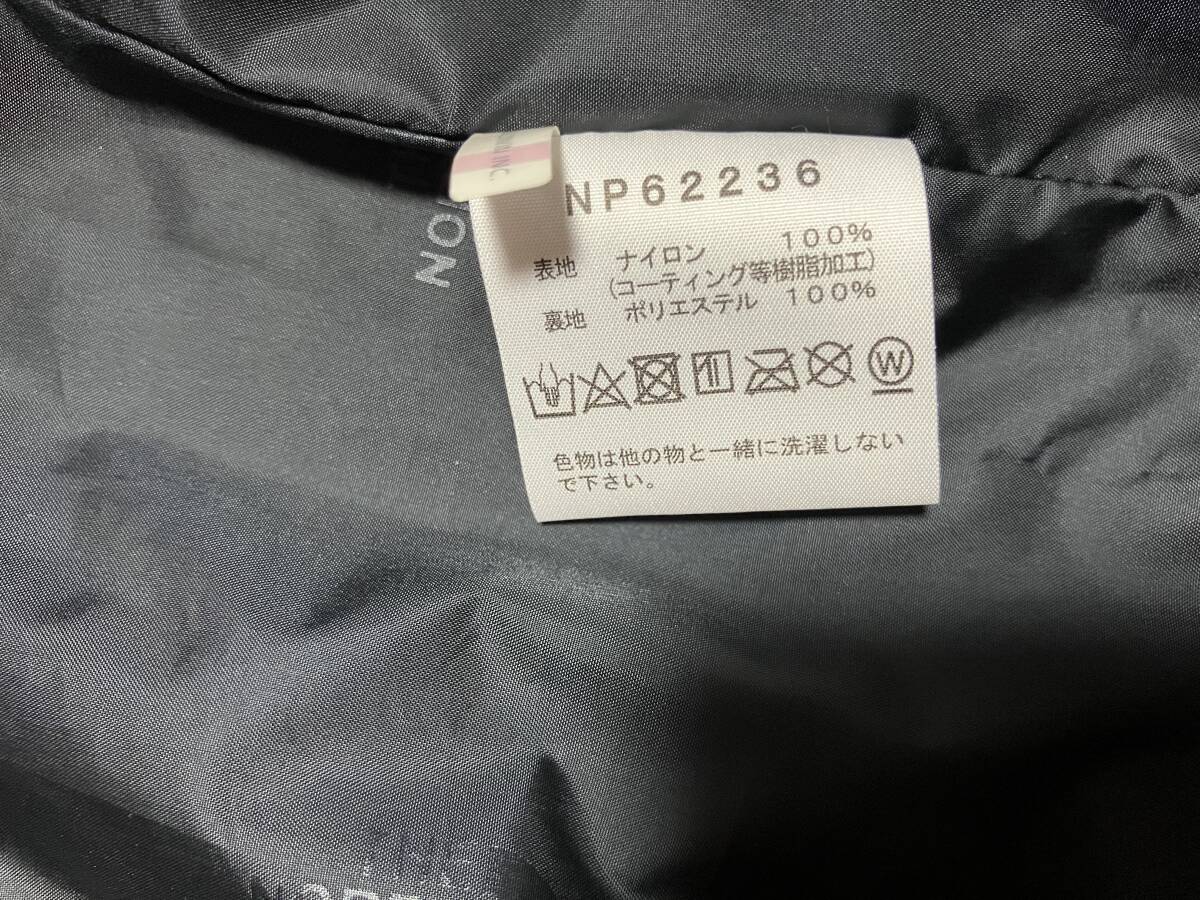 INC.
NP62236
表地 ナイロン 100%
(コーティング等樹脂加工)
裏地 ポリエステル 100%
W
色物は他の物と一緒に洗濯しない
で下さい。